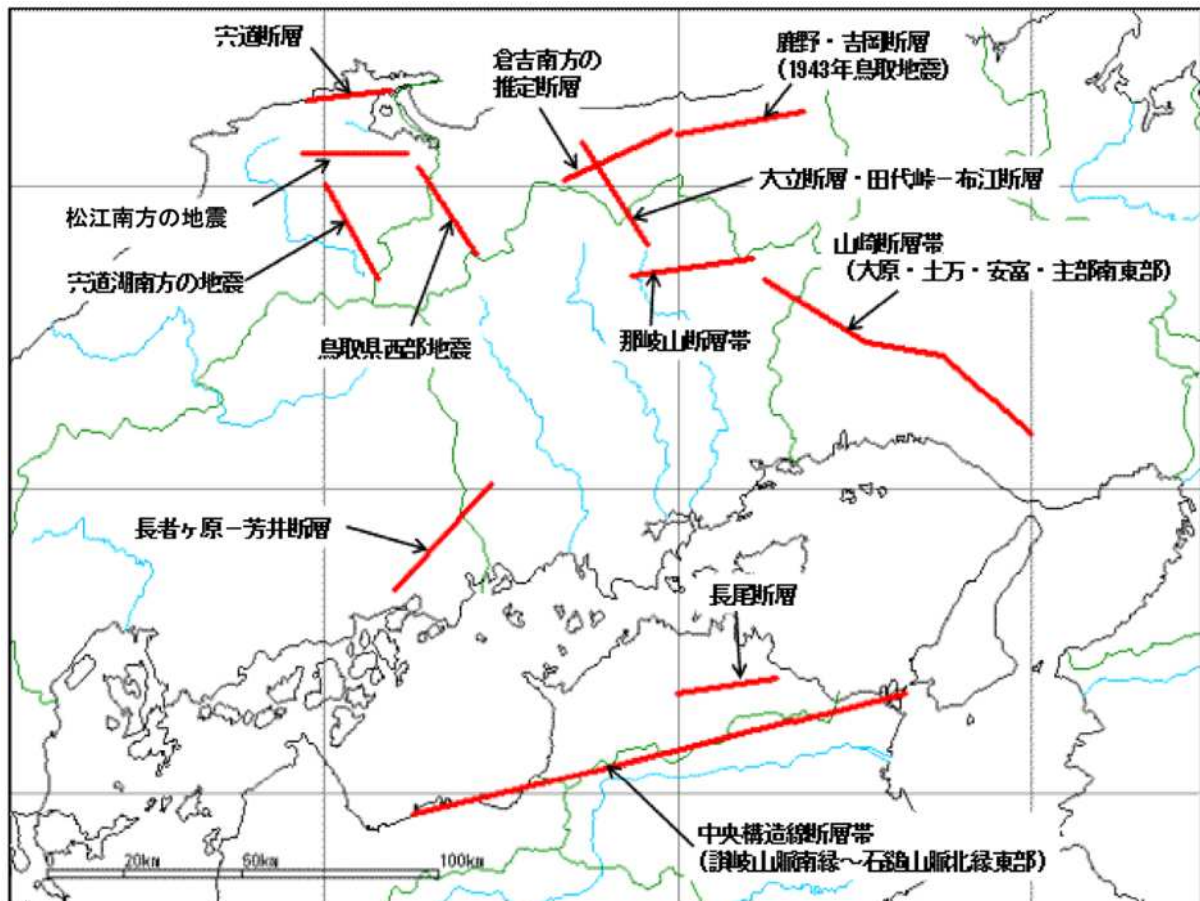 宍道断層
倉吉南方の
推定断層
鹿野・吉岡断層
(1943年鳥取地震)
大立断層・田代峠－布江断層
松江南方の地震
山崎断層帯
(大原・土万・安富・主部南東部)
宍道湖南方の地震
鳥取県西部地震
那岐山断層帯
長者ヶ原－芳井断層
長尾断層
中央構造線断層帯
(讃岐山脈南縁～石鎚山脈北縁東部)
0 20km 50km 100km